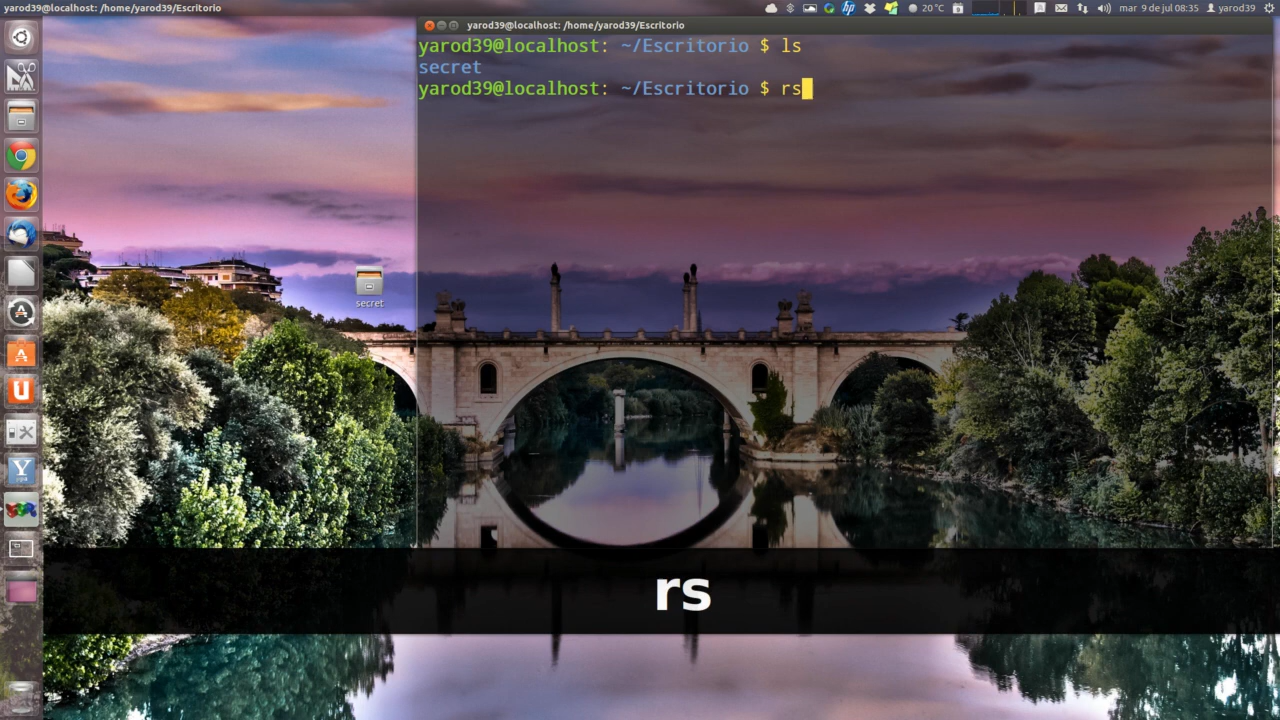 yarod39@localhost: /home/yarod39/Escritorio
20°C
mar 9 de jul 08:35
yarod39
yarod39@localhost: /home/yarod39/Escritorio
yarod39@localhost: ~/Escritorio $ ls
secret
yarod39@localhost: ~/Escritorio $ rs
secret
rs